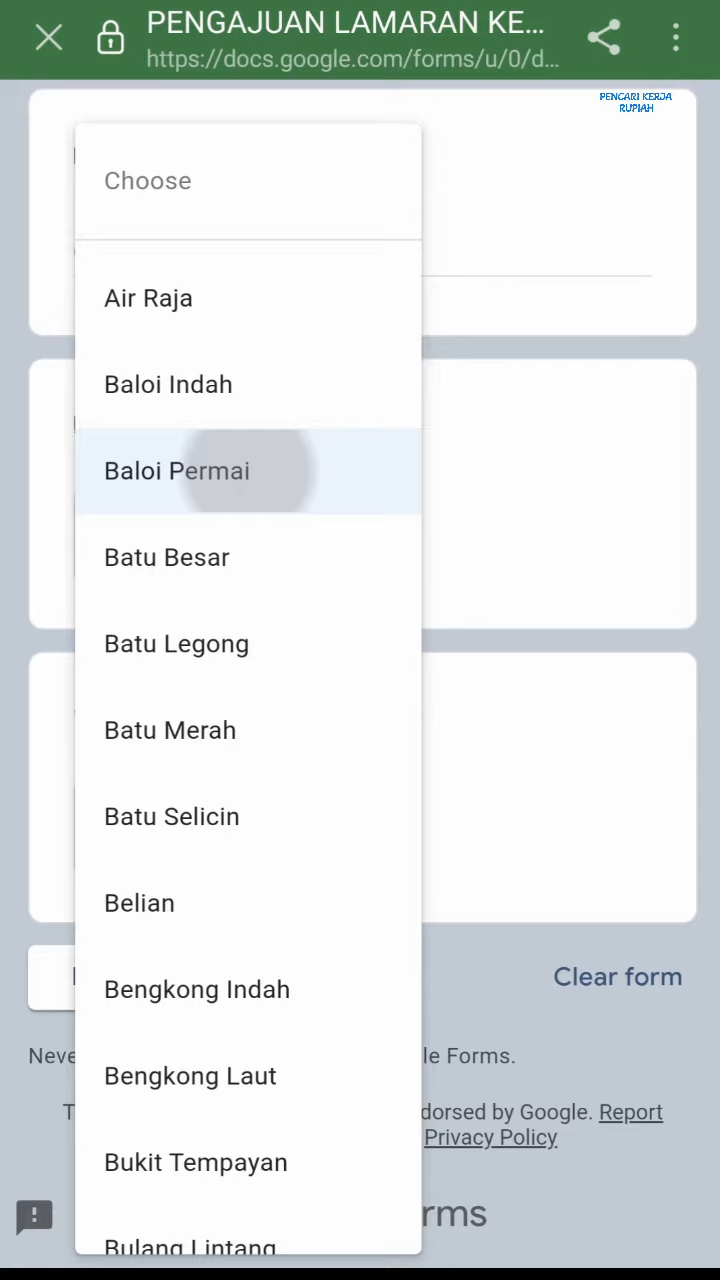 PENGAJUAN LAMARAN KE...
https://docs.google.com/forms/u/0/d...
PENCARI KERJA
RUPIAH
Choose
Air Raja
Baloi Indah
Baloi Permai
Batu Besar
Batu Legong
Batu Merah
Batu Selicin
Belian
Bengkong Indah
Bengkong Laut
Bukit Tempayan
Bulang Lintang
Clear form
Neve
le Forms.
T
dorsed by Google. Report
Privacy Policy
rms